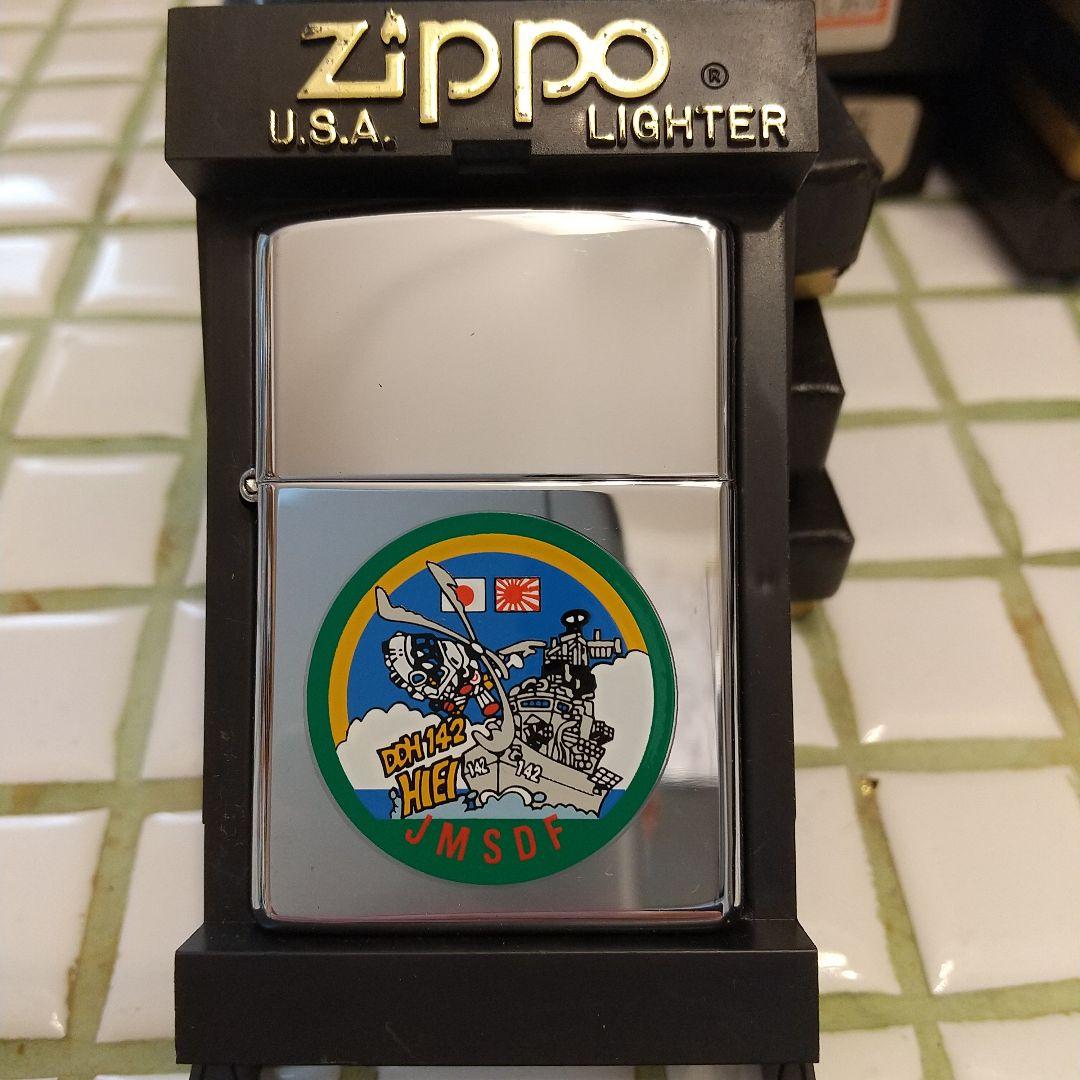 Zippo ®
U.S.A. LIGHTER
DDH 142
HIEI
142 142
JMSDF